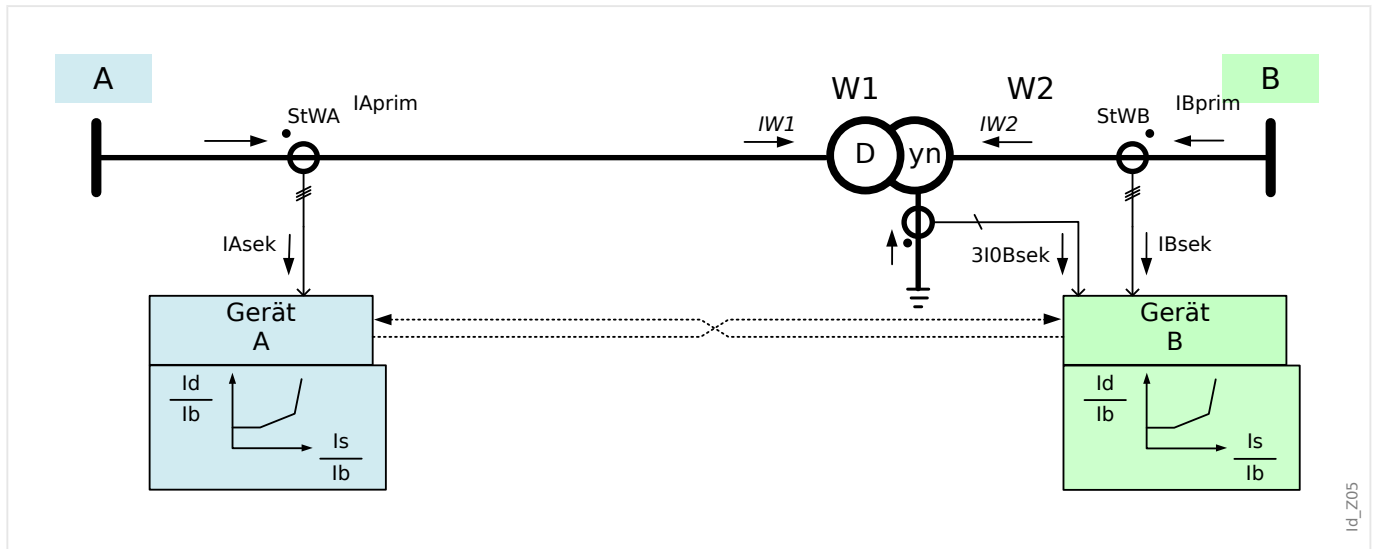 A
B
W1
W2
StWA
IAprim
IW1
IW2
StWB
IBprim
D
yn
IAsek
3I0Bsek
IBsek
Gerät
A
Gerät
B
Id
Ib
Is
Ib
Id
Ib
Is
Ib
Id_Z05